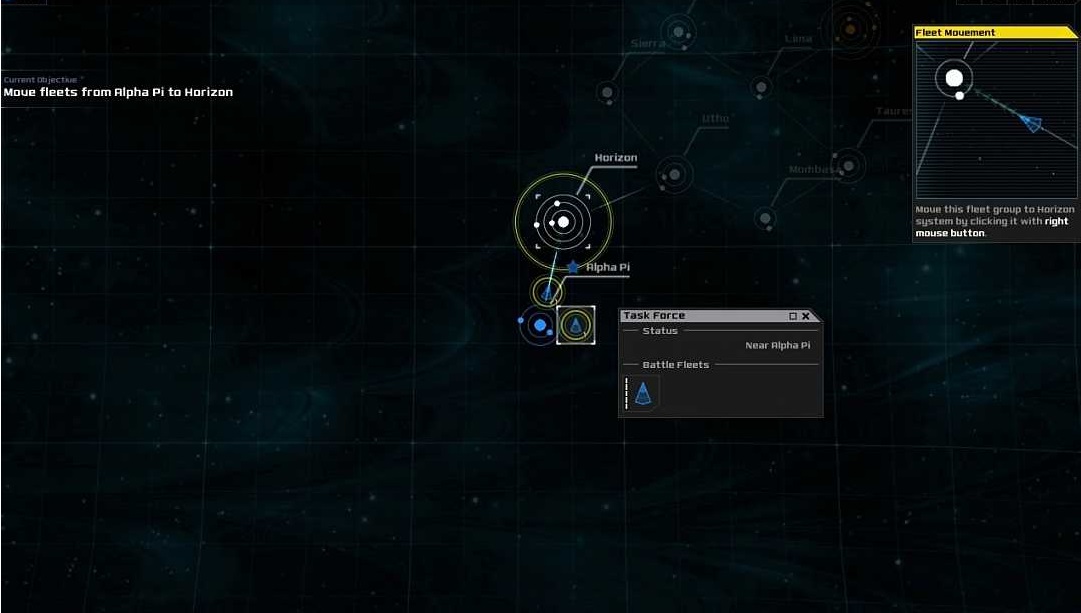 Sierra
Lima
Fleet Movement
Current Objective
Move fleets from Alpha Pi to Horizon
Utho
Horizon
Mombasa
Move this fleet group to Horizon
system by clicking it with right
mouse button.
Alpha Pi
Task Force
Status
Near Alpha Pi
Battle Fleets